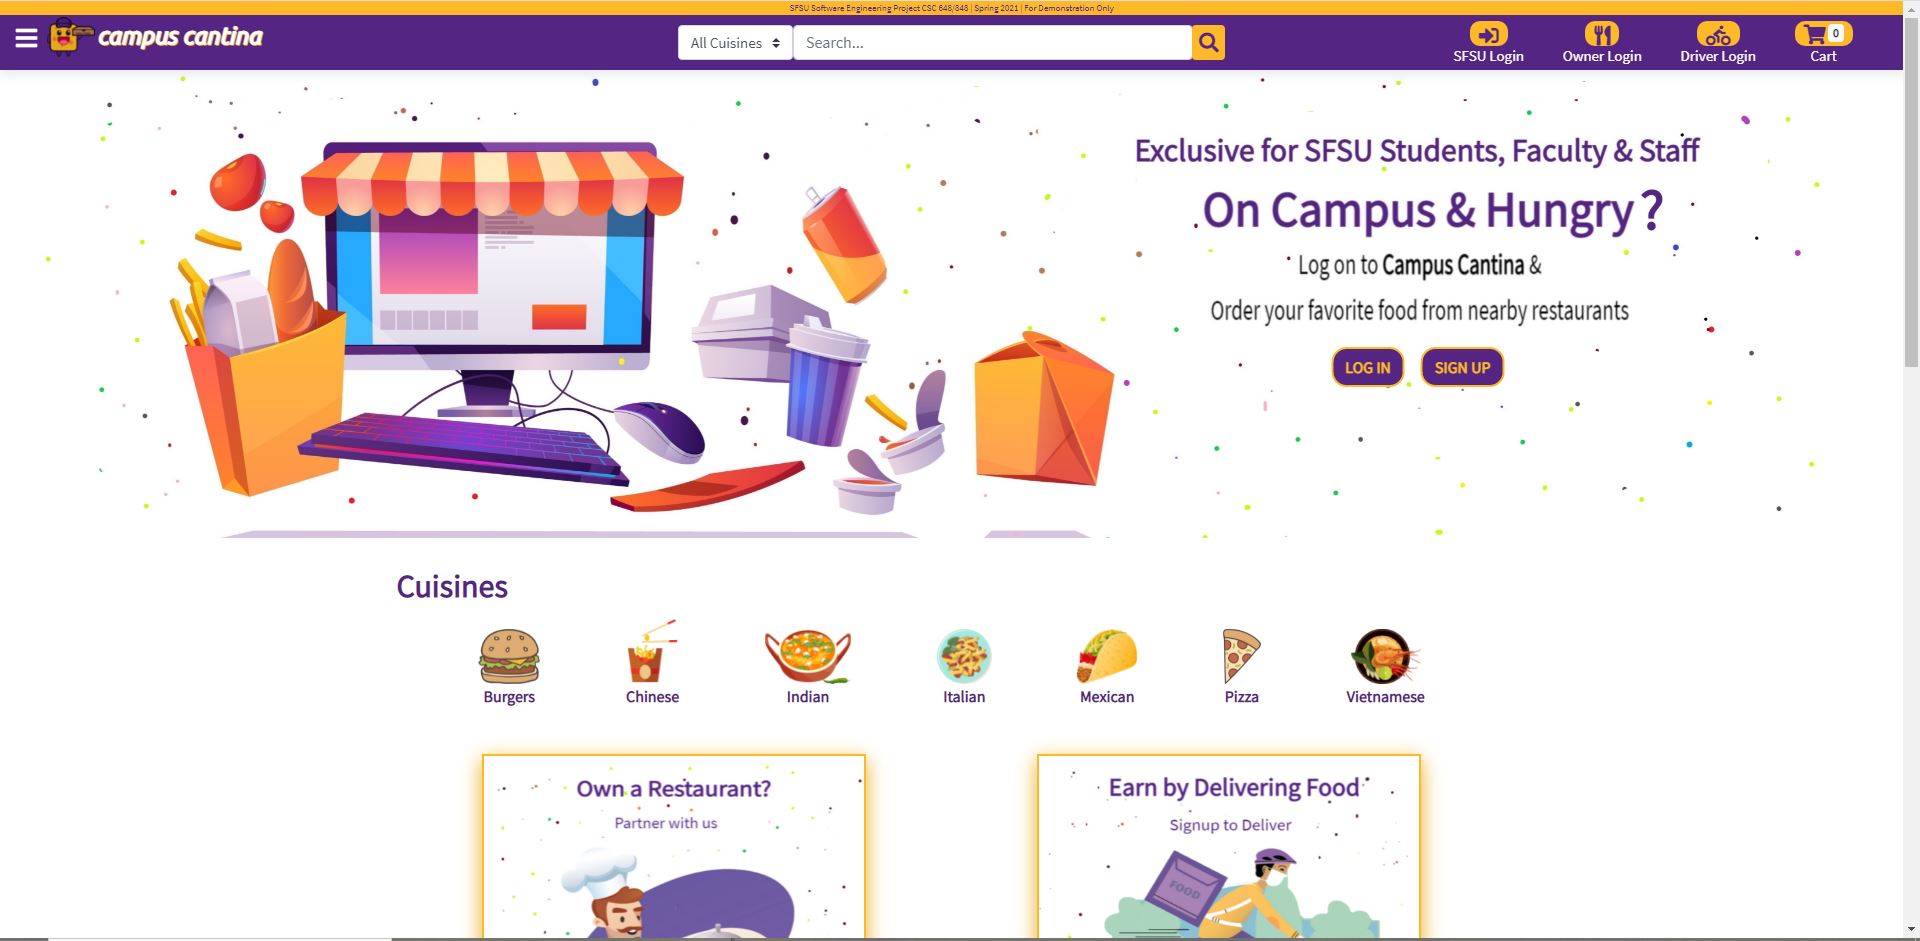 SFSU Software Engineering Project CSC 648/848 | Spring 2021 | For Demonstration Only
campus cantina
All Cuisines
Search...
SFSU Login
Owner Login
Driver Login
0
Cart
Exclusive for SFSU Students, Faculty & Staff
On Campus & Hungry?
Log on to Campus Cantina &
Order your favorite food from nearby restaurants
LOG IN
SIGN UP
Cuisines
Burgers
Chinese
Indian
Italian
Mexican
Pizza
Vietnamese
Own a Restaurant?
Partner with us
Earn by Delivering Food
Signup to Deliver
FOOD